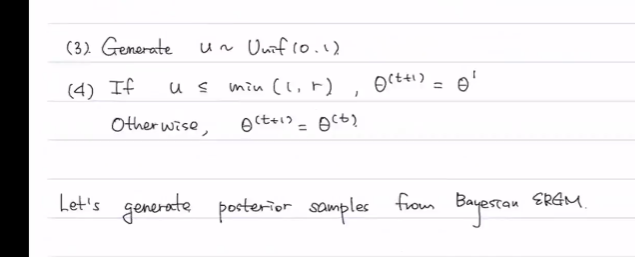 (3) Generate u ~ Unif(0,1)
(4) If u ≤ min(1, r), θ^(t+1) = θ'
Otherwise, θ^(t+1) = θ^(t)
Let's generate posterior samples from Bayesian ERGM.